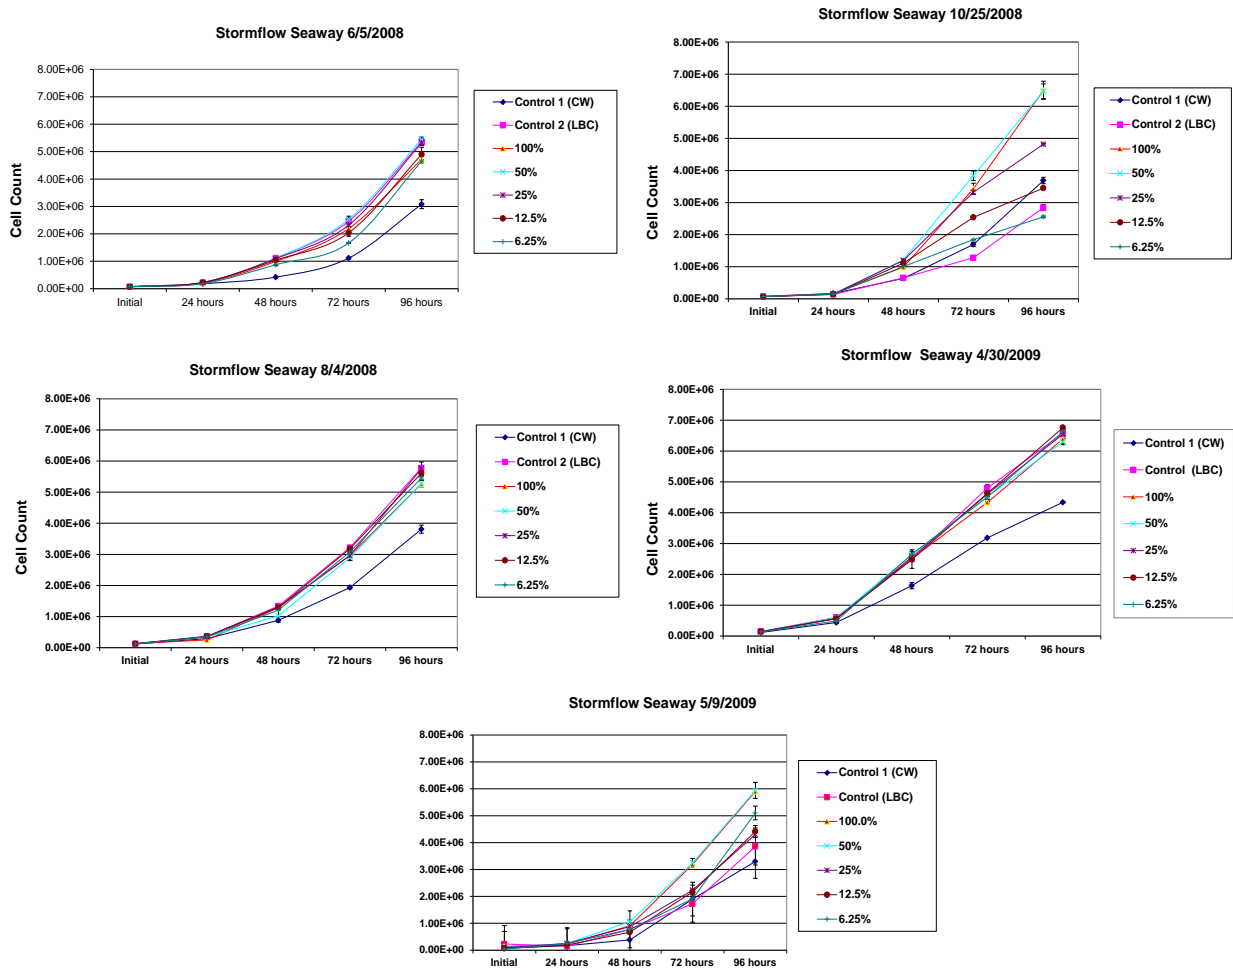 Stormflow Seaway 6/5/2008
8.00E+06
7.00E+06
6.00E+06
5.00E+06
4.00E+06
3.00E+06
2.00E+06
1.00E+06
0.00E+00
Cell Count
Initial 24 hours 48 hours 72 hours 96 hours
Control 1 (CW)
Control 2 (LBC)
100%
50%
25%
12.5%
6.25%
Stormflow Seaway 10/25/2008
8.00E+06
7.00E+06
6.00E+06
5.00E+06
4.00E+06
3.00E+06
2.00E+06
1.00E+06
0.00E+00
Cell Count
Initial 24 hours 48 hours 72 hours 96 hours
Control 1 (CW)
Control 2 (LBC)
100%
50%
25%
12.5%
6.25%
Stormflow Seaway 8/4/2008
8.00E+06
7.00E+06
6.00E+06
5.00E+06
4.00E+06
3.00E+06
2.00E+06
1.00E+06
0.00E+00
Cell Count
Initial 24 hours 48 hours 72 hours 96 hours
Control 1 (CW)
Control 2 (LBC)
100%
50%
25%
12.5%
6.25%
Stormflow Seaway 4/30/2009
8.00E+06
7.00E+06
6.00E+06
5.00E+06
4.00E+06
3.00E+06
2.00E+06
1.00E+06
0.00E+00
Cell Count
Initial 24 hours 48 hours 72 hours 96 hours
Control 1 (CW)
Control (LBC)
100%
50%
25%
12.5%
6.25%
Stormflow Seaway 5/9/2009
8.00E+06
7.00E+06
6.00E+06
5.00E+06
4.00E+06
3.00E+06
2.00E+06
1.00E+06
0.00E+00
Cell Count
Initial 24 hours 48 hours 72 hours 96 hours
Control 1 (CW)
Control (LBC)
100.0%
50%
25%
12.5%
6.25%